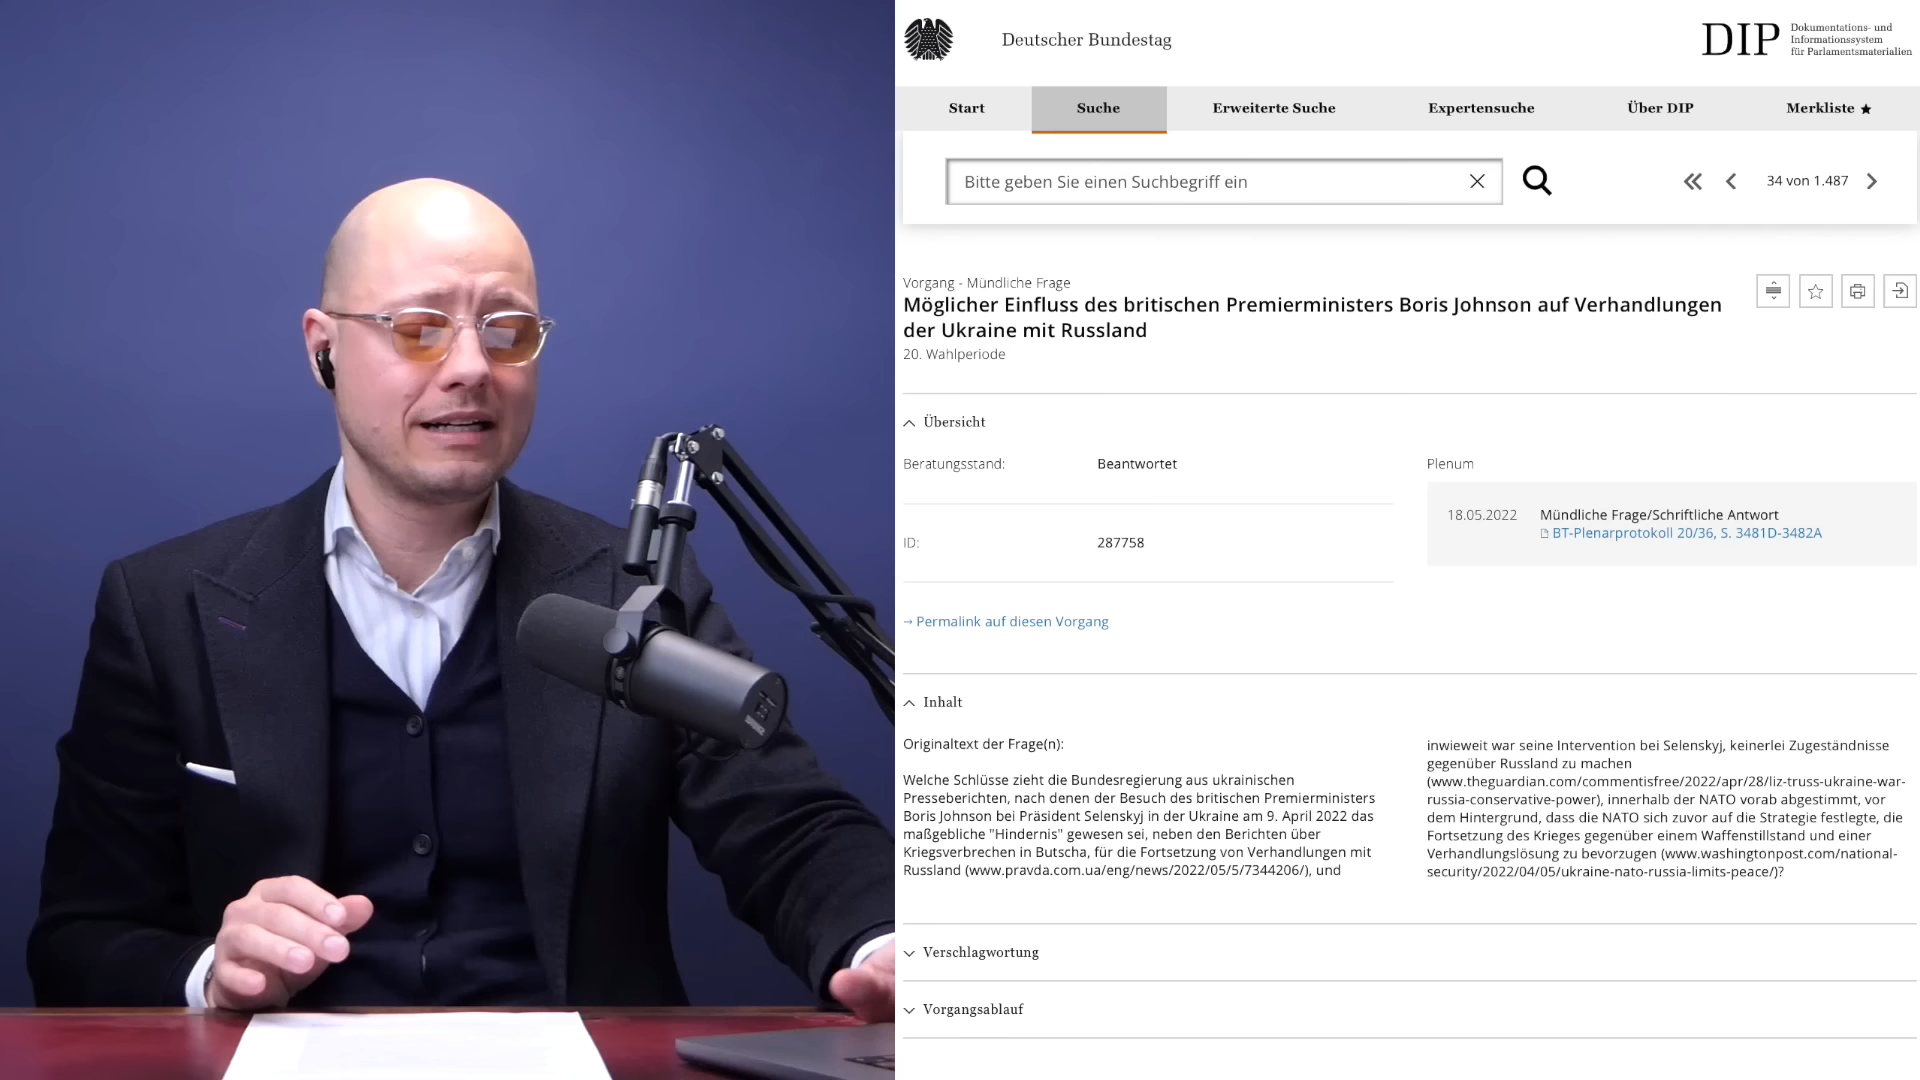 Deutscher Bundestag
DIP
Dokumentations- und
Informationssystem
für Parlamentsmaterialien
Start
Suche
Erweiterte Suche
Expertensuche
Über DIP
Merkliste ★
Bitte geben Sie einen Suchbegriff ein
34 von 1.487
Vorgang - Mündliche Frage
Möglicher Einfluss des britischen Premierministers Boris Johnson auf Verhandlungen
der Ukraine mit Russland
20. Wahlperiode
Übersicht
Beratungsstand:
Beantwortet
ID:
287758
→ Permalink auf diesen Vorgang
Plenum
18.05.2022
Mündliche Frage/Schriftliche Antwort
BT-Plenarprotokoll 20/36, S. 3481D-3482A
Inhalt
Originaltext der Frage(n):
Welche Schlüsse zieht die Bundesregierung aus ukrainischen
Presseberichten, nach denen der Besuch des britischen Premierministers
Boris Johnson bei Präsident Selenskyj in der Ukraine am 9. April 2022 das
maßgebliche "Hindernis" gewesen sei, neben den Berichten über
Kriegsverbrechen in Butscha, für die Fortsetzung von Verhandlungen mit
Russland (www.pravda.com.ua/eng/news/2022/05/5/7344206/), und
inwieweit war seine Intervention bei Selenskyj, keinerlei Zugeständnisse
gegenüber Russland zu machen
(www.theguardian.com/commentisfree/2022/apr/28/liz-truss-ukraine-war-
russia-conservative-power), innerhalb der NATO vorab abgestimmt, vor
dem Hintergrund, dass die NATO sich zuvor auf die Strategie festlegte, die
Fortsetzung des Krieges gegenüber einem Waffenstillstand und einer
Verhandlungslösung zu bevorzugen (www.washingtonpost.com/national-
security/2022/04/05/ukraine-nato-russia-limits-peace/)?
Verschlagwortung
Vorgangsablauf